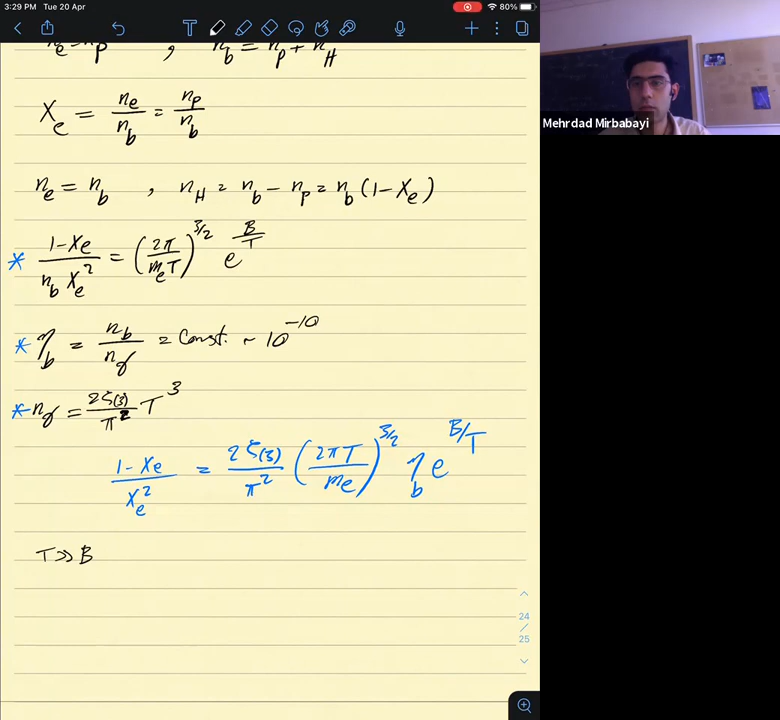 3:29 PM Tue 20 Apr
80%
n_e = n_p , n_b = n_p + n_H
X_e = n_e/n_b = n_p/n_b
n_e = n_b , n_H = n_b - n_p = n_b (1-X_e)
* (1-X_e)/(n_b X_e^2) = (2π/(m_e T))^{3/2} e^{B/T}
* η_b = n_b/n_γ = Const. ~ 10^{-10}
* n_γ = (2ζ(3)/π^2) T^3
(1-X_e)/X_e^2 = (2ζ(3)/π^2) (2πT/m_e)^{3/2} η_b e^{B/T}
T >> B
24
/
25
Mehrdad Mirbabayi